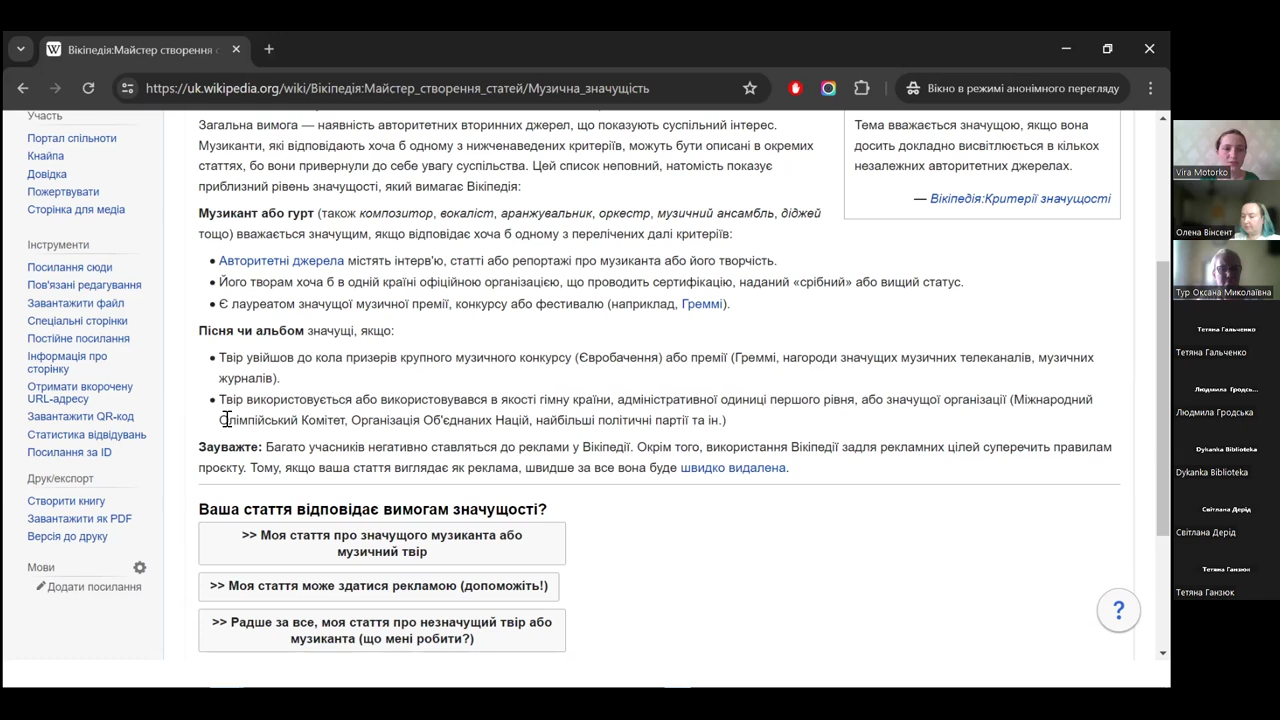 Вікіпедія:Майстер створення с
https://uk.wikipedia.org/wiki/Вікіпедія:Майстер_створення_статей/Музична_значущість
Вікно в режимі анонімного перегляду
Участь
Портал спільноти
Кнайпа
Довідка
Пожертвувати
Сторінка для медіа
Інструменти
Посилання сюди
Пов'язані редагування
Завантажити файл
Спеціальні сторінки
Постійне посилання
Інформація про
сторінку
Отримати вкорочену
URL-адресу
Завантажити QR-код
Статистика відвідувань
Посилання за ID
Друк/експорт
Створити книгу
Завантажити як PDF
Версія до друку
Мови
Додати посилання
Загальна вимога — наявність авторитетних вторинних джерел, що показують суспільний інтерес.
Музиканти, які відповідають хоча б одному з нижченаведених критеріїв, можуть бути описані в окремих
статтях, бо вони привернули до себе увагу суспільства. Цей список неповний, натомість показує
приблизний рівень значущості, який вимагає Вікіпедія:
Тема вважається значущою, якщо вона
досить докладно висвітлюється в кількох
незалежних авторитетних джерелах.
— Вікіпедія:Критерії значущості
Музикант або гурт (також композитор, вокаліст, аранжувальник, оркестр, музичний ансамбль, діджей
тощо) вважається значущим, якщо відповідає хоча б одному з перелічених далі критеріїв:
• Авторитетні джерела містять інтерв'ю, статті або репортажі про музиканта або його творчість.
• Його творам хоча б в одній країні офіційною організацією, що проводить сертифікацію, наданий «срібний» або вищий статус.
• Є лауреатом значущої музичної премії, конкурсу або фестивалю (наприклад, Греммі).
Пісня чи альбом значущі, якщо:
• Твір увійшов до кола призерів крупного музичного конкурсу (Євробачення) або премії (Греммі, нагороди значущих музичних телеканалів, музичних
журналів).
• Твір використовується або використовувався в якості гімну країни, адміністративної одиниці першого рівня, або значущої організації (Міжнародний
Олімпійський Комітет, Організація Об'єднаних Націй, найбільші політичні партії та ін.)
Зауважте: Багато учасників негативно ставляться до реклами у Вікіпедії. Окрім того, використання Вікіпедії задля рекламних цілей суперечить правилам
проєкту. Тому, якщо ваша стаття виглядає як реклама, швидше за все вона буде швидко видалена.
Ваша стаття відповідає вимогам значущості?
>> Моя стаття про значущого музиканта або
музичний твір
>> Моя стаття може здатися рекламою (допоможіть!)
>> Радше за все, моя стаття про незначущий твір або
музиканта (що мені робити?)
?
Vira Motorko
Олена Вінсент
Тур Оксана Миколаївна
Тетяна Гальченко
Тетяна Гальченко
Людмила Гродсь...
Людмила Гродська
Dykanka Biblioteka
Dykanka Biblioteka
Світлана Дерід
Світлана Дерід
Тетяна Ганзюк
Тетяна Ганзюк